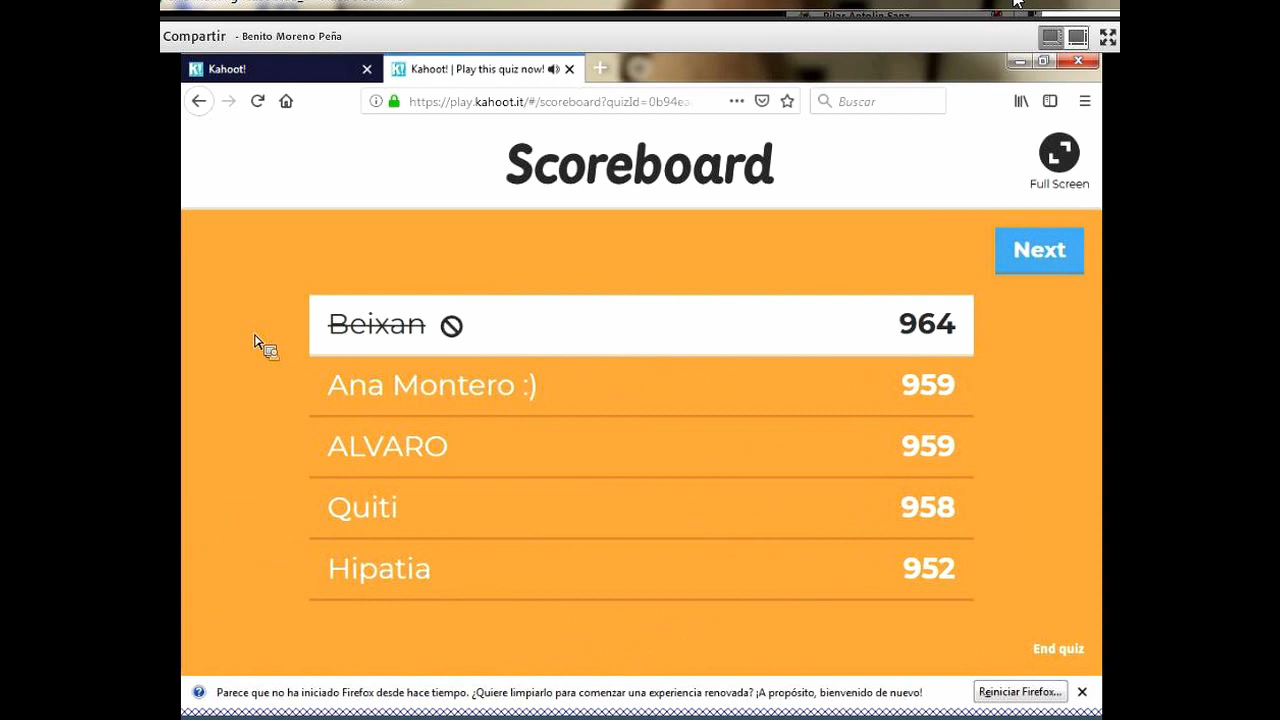 Compartir - Benito Moreno Peña
Kahoot!
Kahoot! | Play this quiz now!
https://play.kahoot.it/#/scoreboard?quizId=0b94ea
Buscar
Scoreboard
Full Screen
Next
Beixan 964
Ana Montero :) 959
ALVARO 959
Quiti 958
Hipatia 952
End quiz
Parece que no ha iniciado Firefox desde hace tiempo. ¿Quiere limpiarlo para comenzar una experiencia renovada? ¡A propósito, bienvenido de nuevo! Reiniciar Firefox...